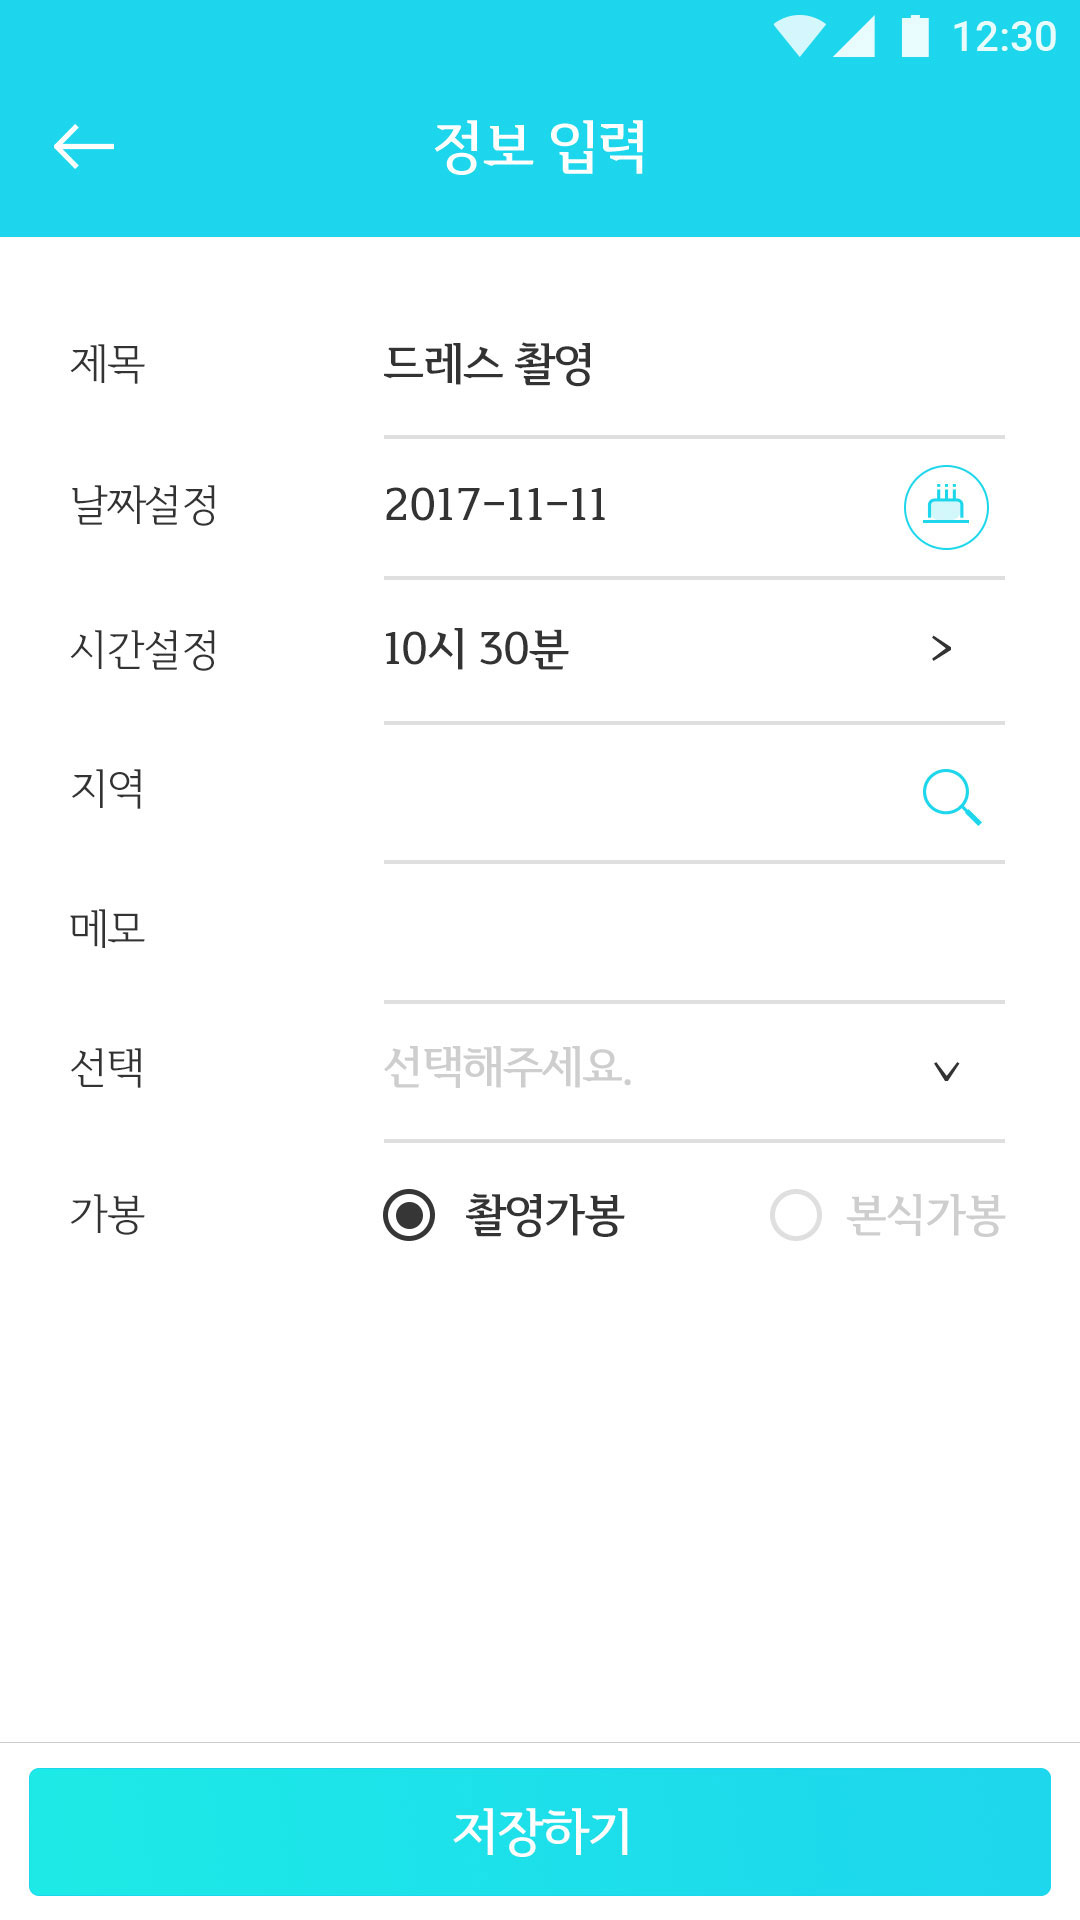 12:30
정보 입력
제목 드레스 촬영
날짜설정 2017-11-11
시간설정 10시 30분
지역
메모
선택 선택해주세요.
가봉 촬영가봉 본식가봉
저장하기